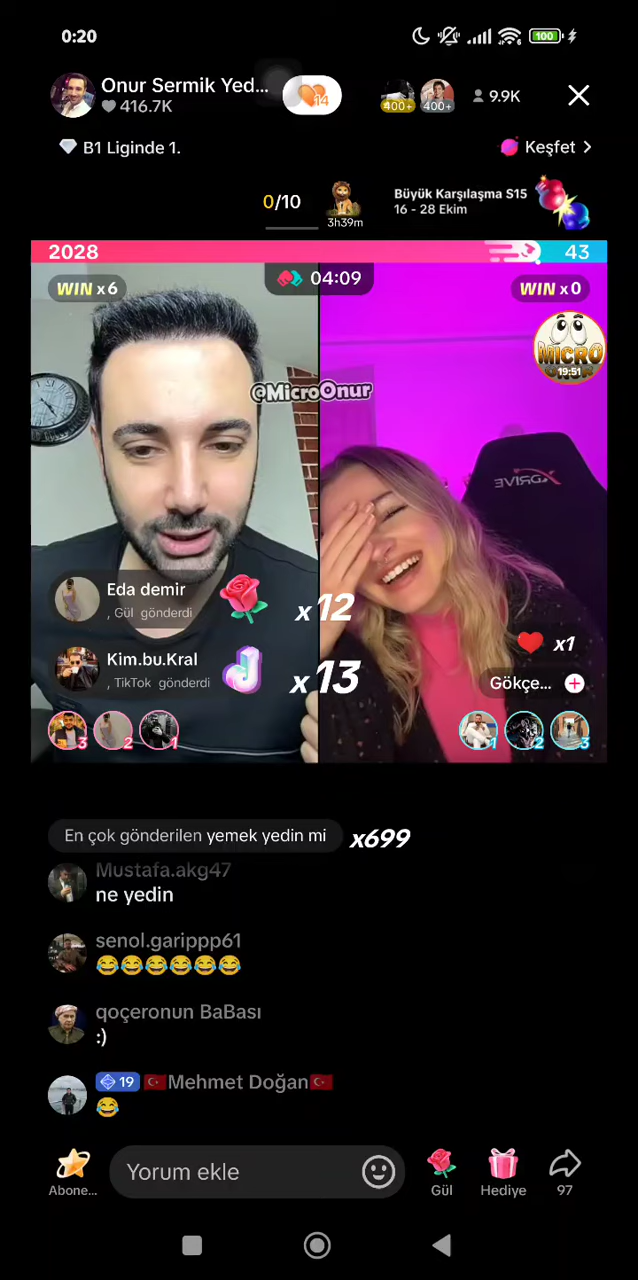 0:20
100
Onur Sermik Yed...
416.7K
14
400+
400+
9.9K
B1 Liginde 1.
Keşfet
0/10
3h39m
Büyük Karşılaşma S15
16 - 28 Ekim
2028
43
WIN x6
04:09
WIN x0
MICRO
19:51
@MicroOnur
XDRIVE
Eda demir
, Gül gönderdi
x12
Kim.bu.Kral
, TikTok gönderdi
x13
x1
Gökçe...
3
2
1
1
2
3
En çok gönderilen yemek yedin mi
x699
Mustafa.akg47
ne yedin
senol.garippp61
😂😂😂😂😂😂
qoçeronun BaBası
:)
19 🇹🇷Mehmet Doğan🇹🇷
😂
Abone...
Yorum ekle
Gül
Hediye
97